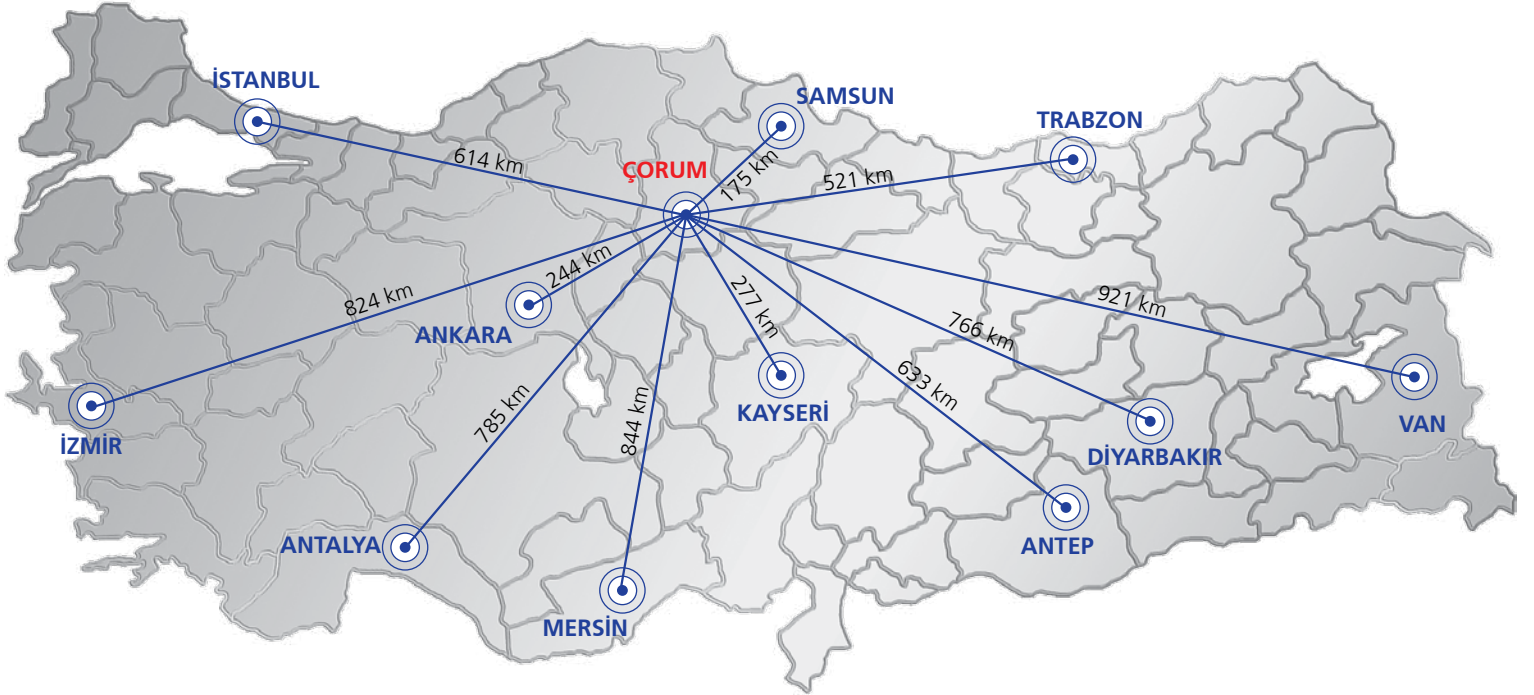 İSTANBUL
SAMSUN
TRABZON
614 km
ÇORUM
175 km
521 km
244 km
824 km
277 km
921 km
ANKARA
766 km
633 km
785 km
844 km
KAYSERİ
VAN
İZMİR
DİYARBAKIR
ANTALYA
ANTEP
MERSİN